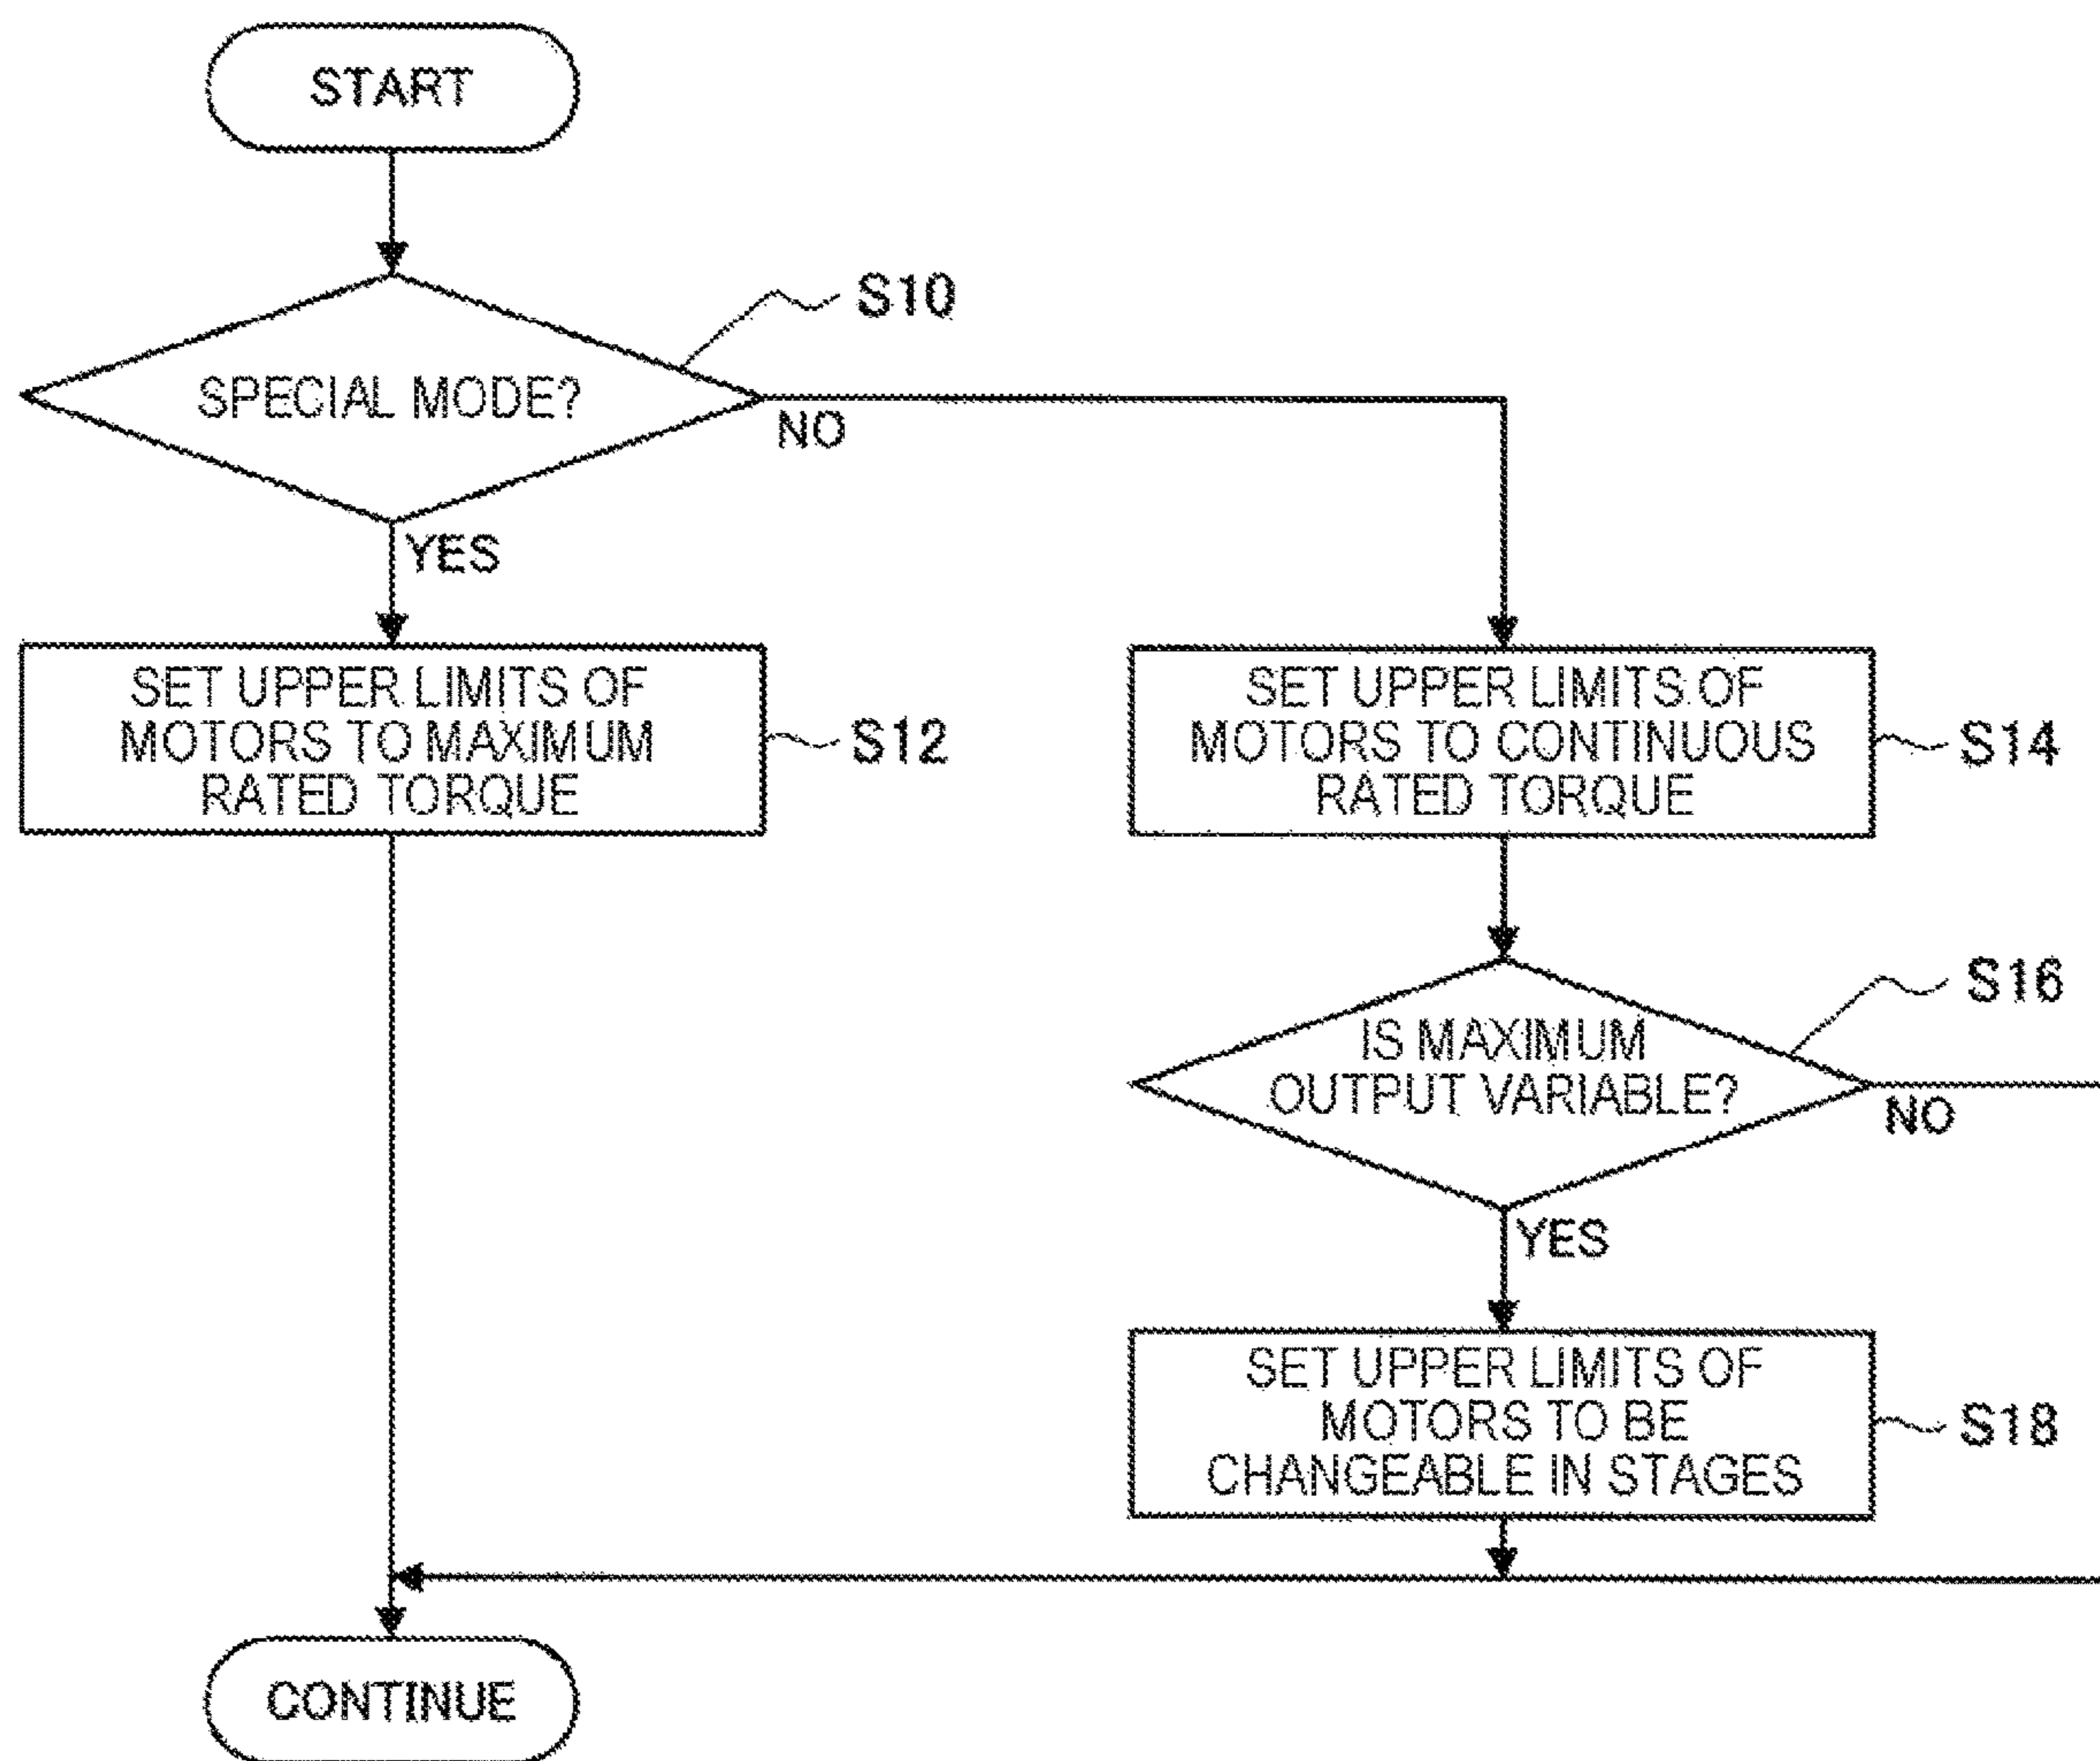 START
S10
SPECIAL MODE?
NO
YES
SET UPPER LIMITS OF
MOTORS TO MAXIMUM
RATED TORQUE
S12
SET UPPER LIMITS OF
MOTORS TO CONTINUOUS
RATED TORQUE
S14
S16
IS MAXIMUM
OUTPUT VARIABLE?
NO
YES
SET UPPER LIMITS OF
MOTORS TO BE
CHANGEABLE IN STAGES
S18
CONTINUE